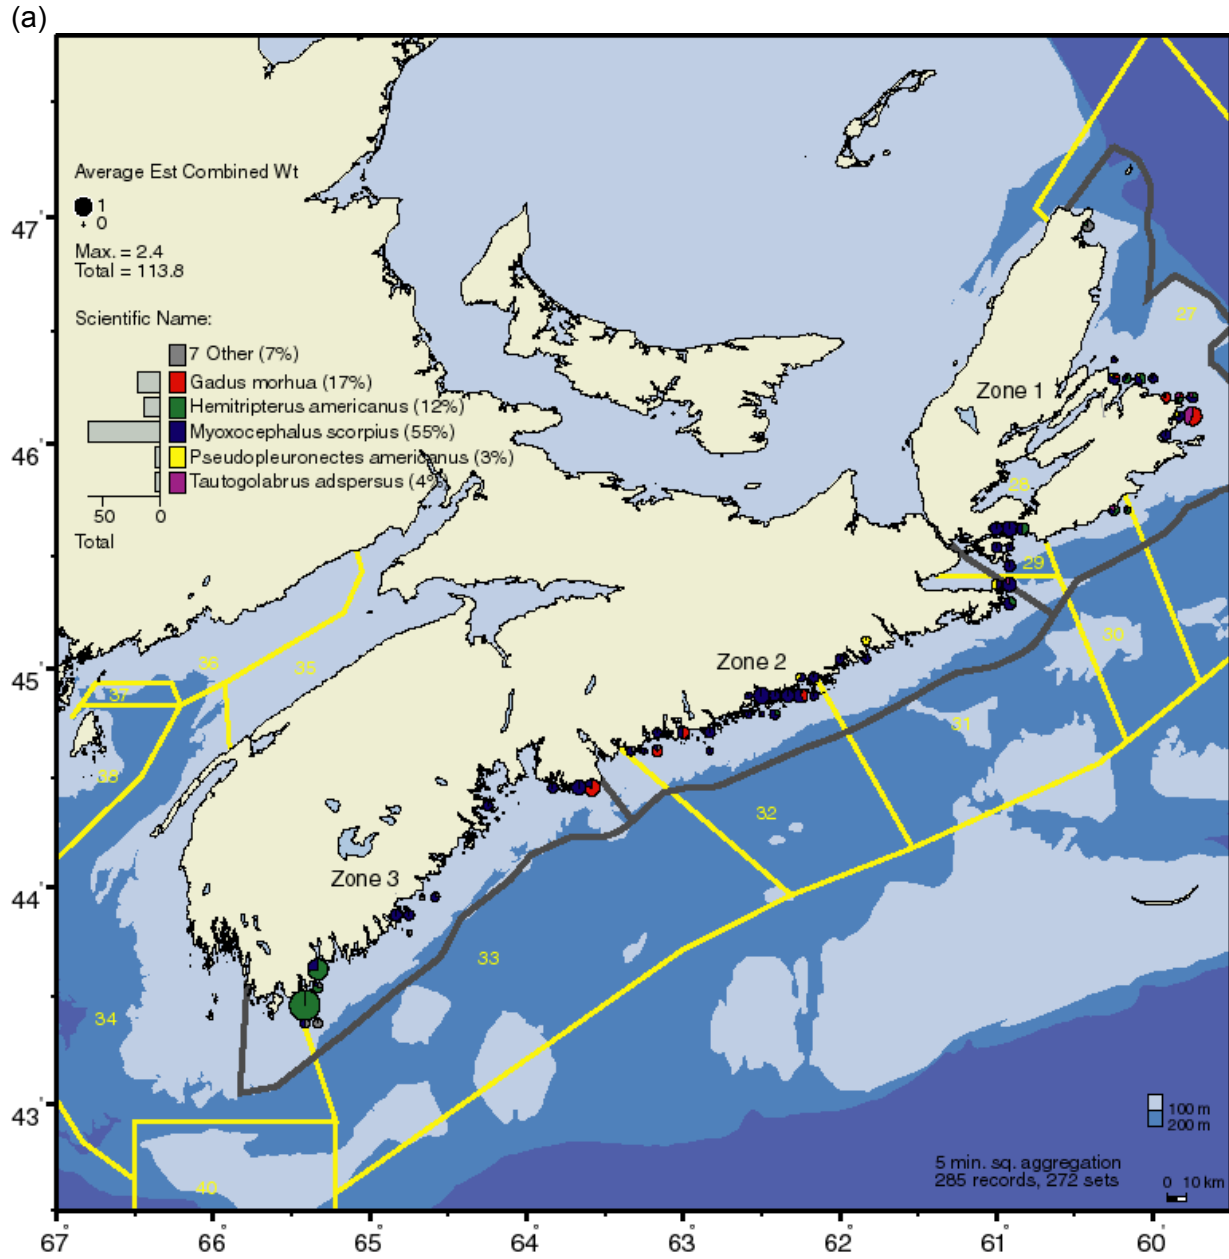 (a)
Average Est Combined Wt
1
0
Max. = 2.4
Total = 113.8
Scientific Name:
7 Other (7%)
Gadus morhua (17%)
Hemitripterus americanus (12%)
Myoxocephalus scorpius (55%)
Pseudopleuronectes americanus (3%)
Tautogolabrus adspersus (4%)
50 0
Total
47°
46°
45°
44°
43°
27
Zone 1
28
29
30
Zone 2
31
36
35
37
38
32
Zone 3
33
34
40
100 m
200 m
5 min. sq. aggregation
285 records, 272 sets
0 10 km
67° 66° 65° 64° 63° 62° 61° 60°